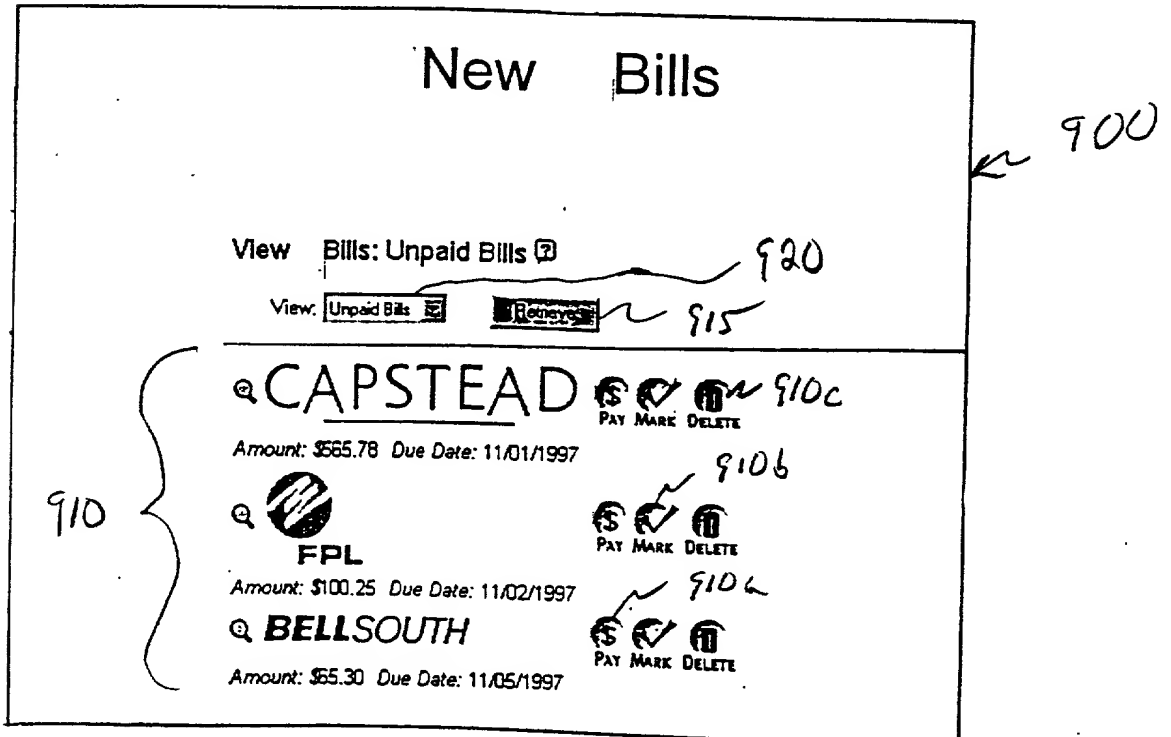 New Bills
900
View Bills: Unpaid Bills ?
920
View: Unpaid Bills Retrieve
915
CAPSTEAD PAY MARK DELETE 910c
Amount: $565.78 Due Date: 11/01/1997
910b
910
FPL PAY MARK DELETE
Amount: $100.25 Due Date: 11/02/1997
910a
BELLSOUTH PAY MARK DELETE
Amount: $65.30 Due Date: 11/05/1997